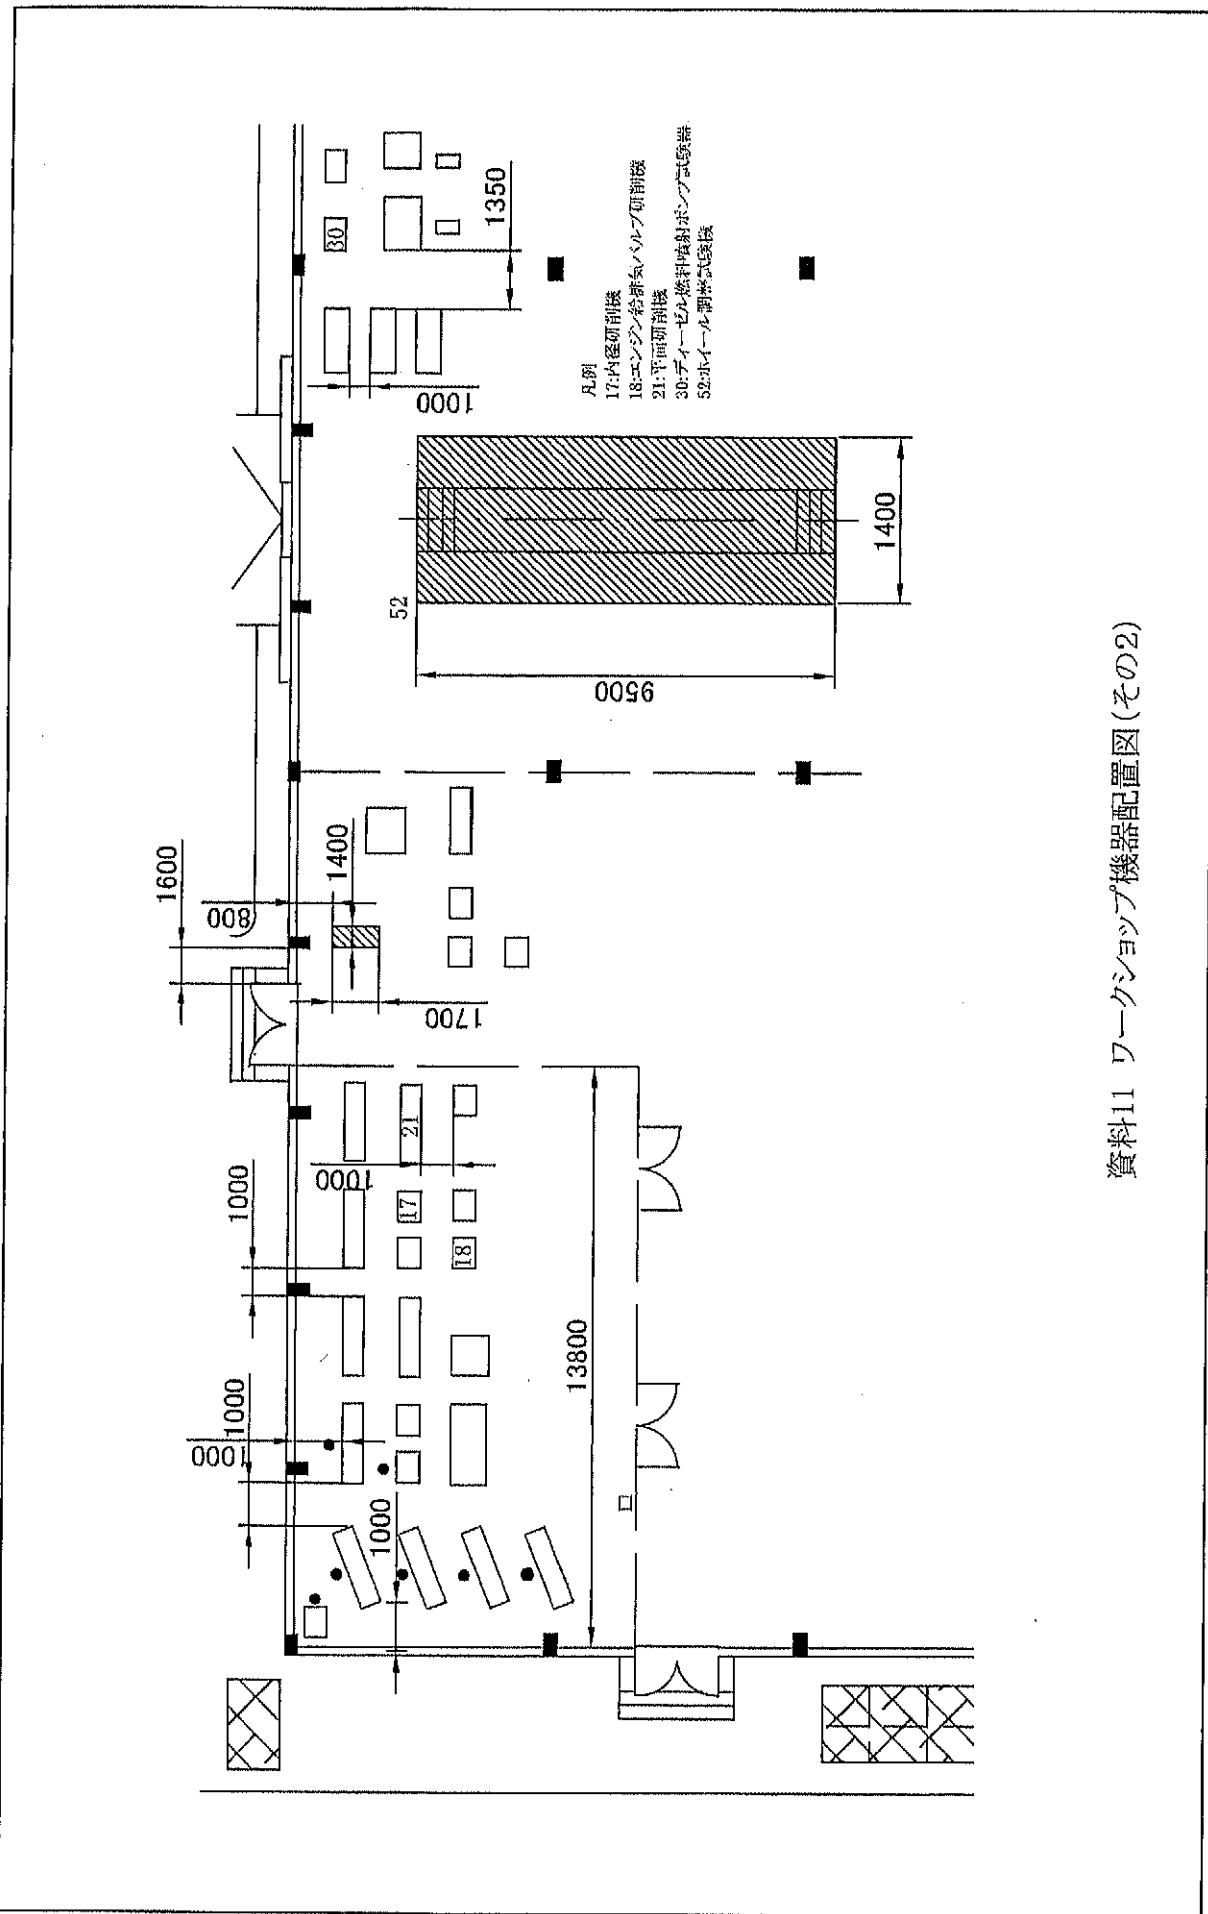 1600
800
1400
1700
1000
1000
1000
1000
1000
13800
17
18
21
30
1350
1000
52
9500
1400
凡例
17:内径研削機
18:エンジン給排気バルブ研削機
21:平面研削機
30:ディーゼル燃料噴射ポンプ試験器
52:ホイール調整試験機
資料11 ワークショップ機器配置図(その2)